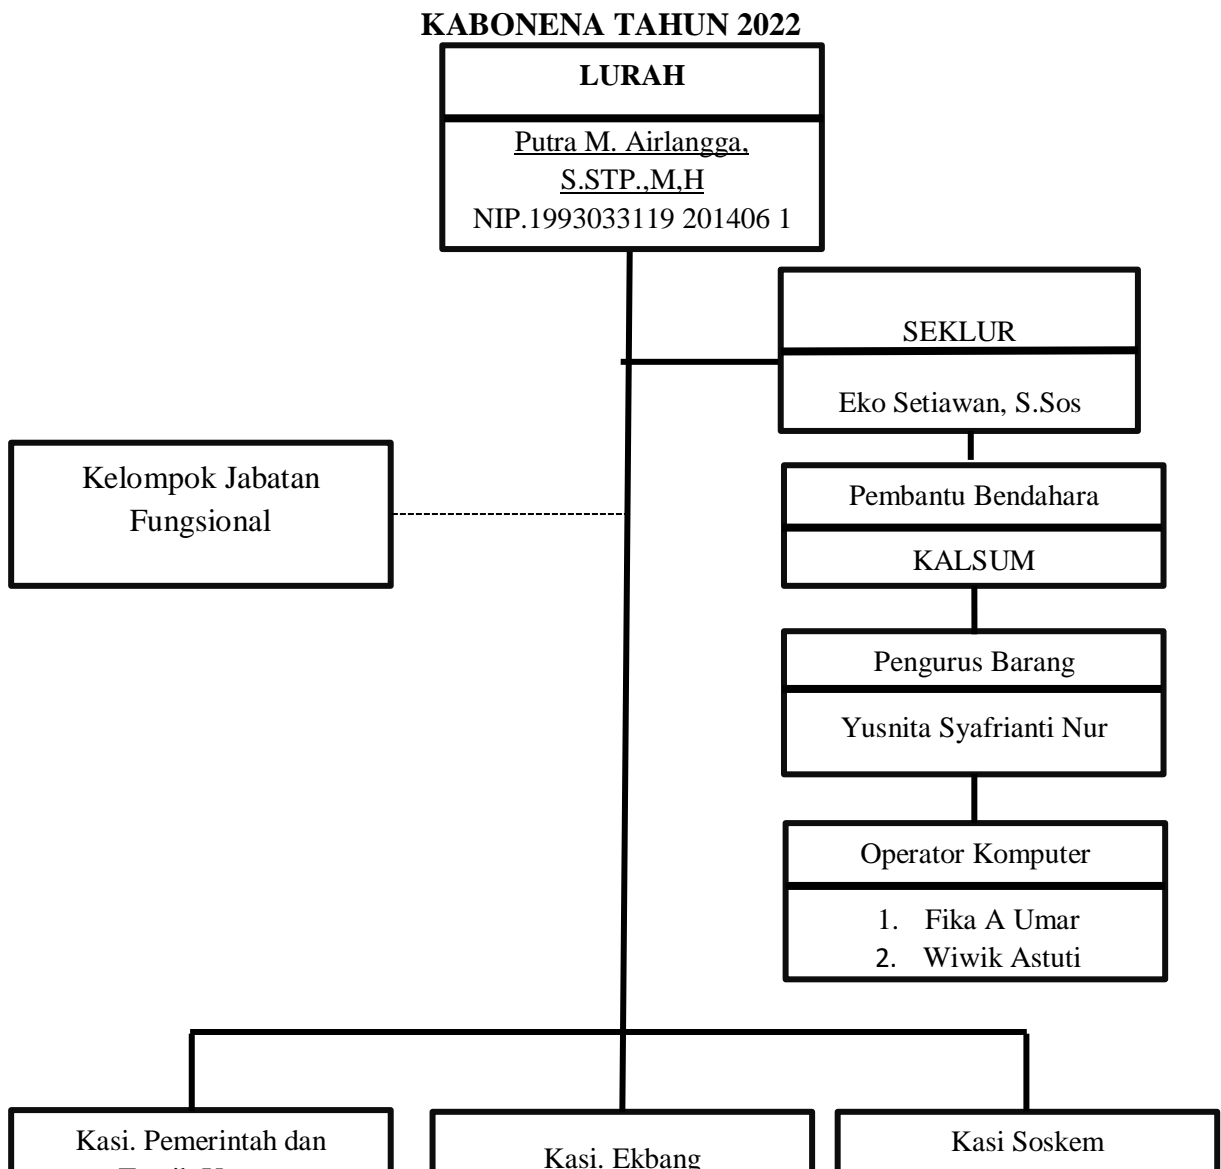 KABONENA TAHUN 2022
LURAH
Putra M. Airlangga,
S.STP.,M,H
NIP.1993033119 201406 1
SEKLUR
Eko Setiawan, S.Sos
Kelompok Jabatan
Fungsional
Pembantu Bendahara
KALSUM
Pengurus Barang
Yusnita Syafrianti Nur
Operator Komputer
1. Fika A Umar
2. Wiwik Astuti
Kasi. Pemerintah dan
Kasi. Ekbang
Kasi Soskem